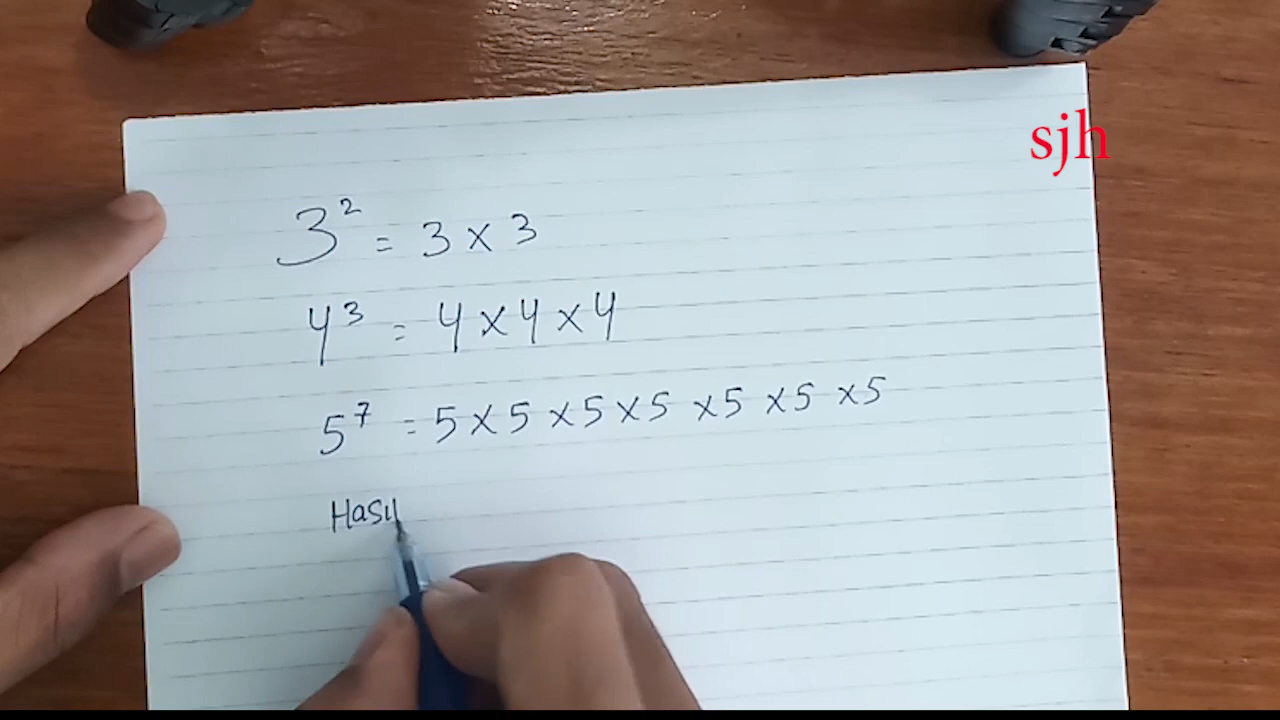 sjh
3² = 3 x 3
4³ = 4 x 4 x 4
5⁷ = 5 x 5 x 5 x 5 x 5 x 5 x 5
Hasil